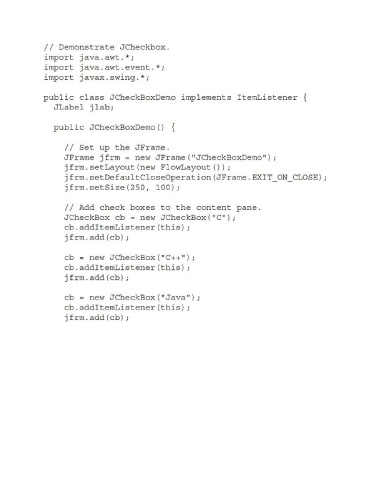 // Demonstrate JCheckbox.
import java.awt.*;
import java.awt.event.*;
import javax.swing.*;

public class JCheckBoxDemo implements ItemListener {
  JLabel jlab;

  public JCheckBoxDemo() {

    // Set up the JFrame.
    JFrame jfrm = new JFrame("JCheckBoxDemo");
    jfrm.setLayout(new FlowLayout());
    jfrm.setDefaultCloseOperation(JFrame.EXIT_ON_CLOSE);
    jfrm.setSize(250, 100);

    // Add check boxes to the content pane.
    JCheckBox cb = new JCheckBox("C");
    cb.addItemListener(this);
    jfrm.add(cb);

    cb = new JCheckBox("C++");
    cb.addItemListener(this);
    jfrm.add(cb);

    cb = new JCheckBox("Java");
    cb.addItemListener(this);
    jfrm.add(cb);